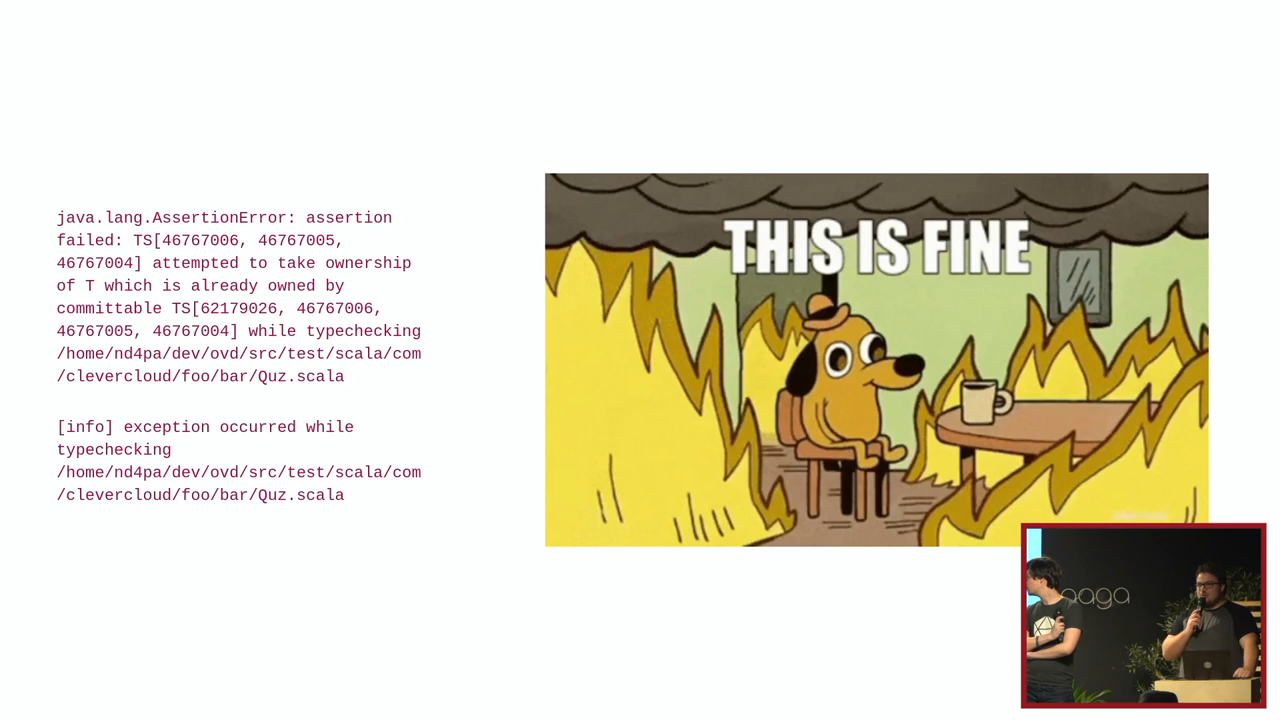 java.lang.AssertionError: assertion
failed: TS[46767006, 46767005,
46767004] attempted to take ownership
of T which is already owned by
committable TS[62179026, 46767006,
46767005, 46767004] while typechecking
/home/nd4pa/dev/ovd/src/test/scala/com
/clevercloud/foo/bar/Quz.scala
[info] exception occurred while
typechecking
/home/nd4pa/dev/ovd/src/test/scala/com
/clevercloud/foo/bar/Quz.scala
THIS IS FINE